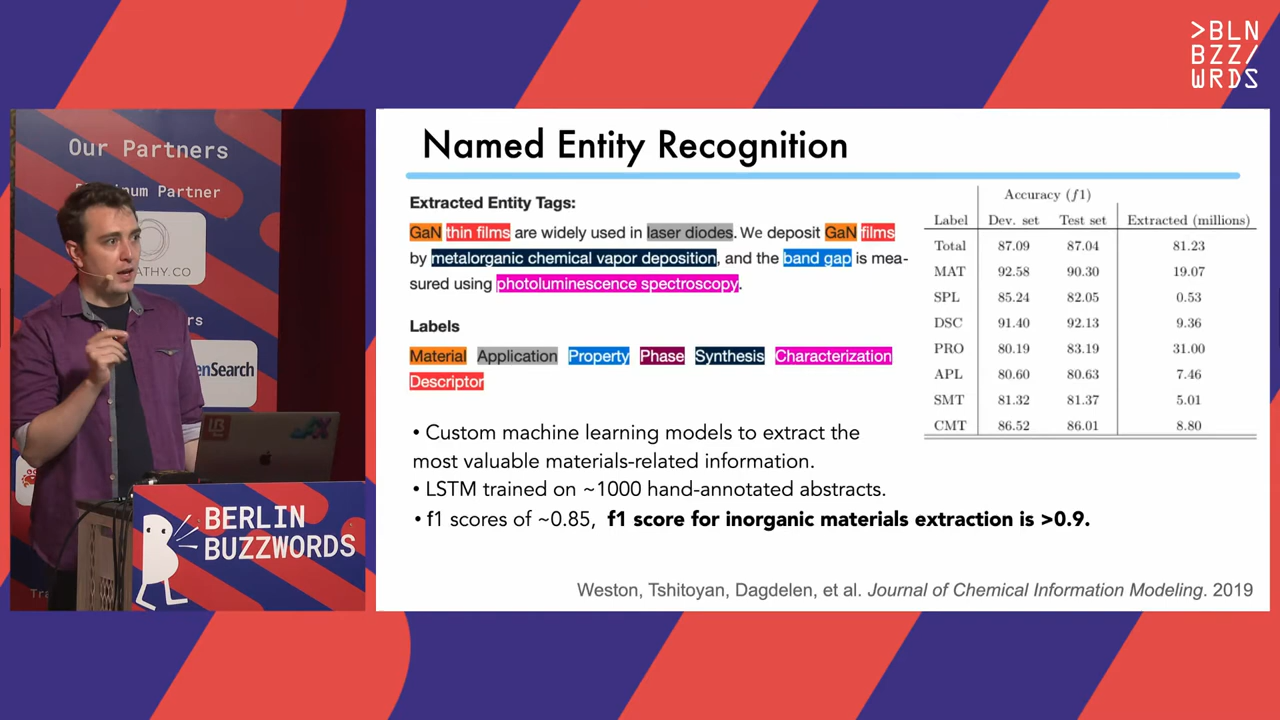 >BLN
BZZ/
WRDS
Our Partners
Partner
ATHY.CO
rs
enSearch
BERLIN
BUZZWORDS
Named Entity Recognition
Extracted Entity Tags:
GaN thin films are widely used in laser diodes. We deposit GaN films
by metalorganic chemical vapor deposition, and the band gap is mea-
sured using photoluminescence spectroscopy.
Labels
Material Application Property Phase Synthesis Characterization
Descriptor
Accuracy (f1)
Label Dev. set Test set Extracted (millions)
Total 87.09 87.04 81.23
MAT 92.58 90.30 19.07
SPL 85.24 82.05 0.53
DSC 91.40 92.13 9.36
PRO 80.19 83.19 31.00
APL 80.60 80.63 7.46
SMT 81.32 81.37 5.01
CMT 86.52 86.01 8.80
• Custom machine learning models to extract the
most valuable materials-related information.
• LSTM trained on ~1000 hand-annotated abstracts.
• f1 scores of ~0.85, f1 score for inorganic materials extraction is >0.9.
Weston, Tshitoyan, Dagdelen, et al. Journal of Chemical Information Modeling. 2019